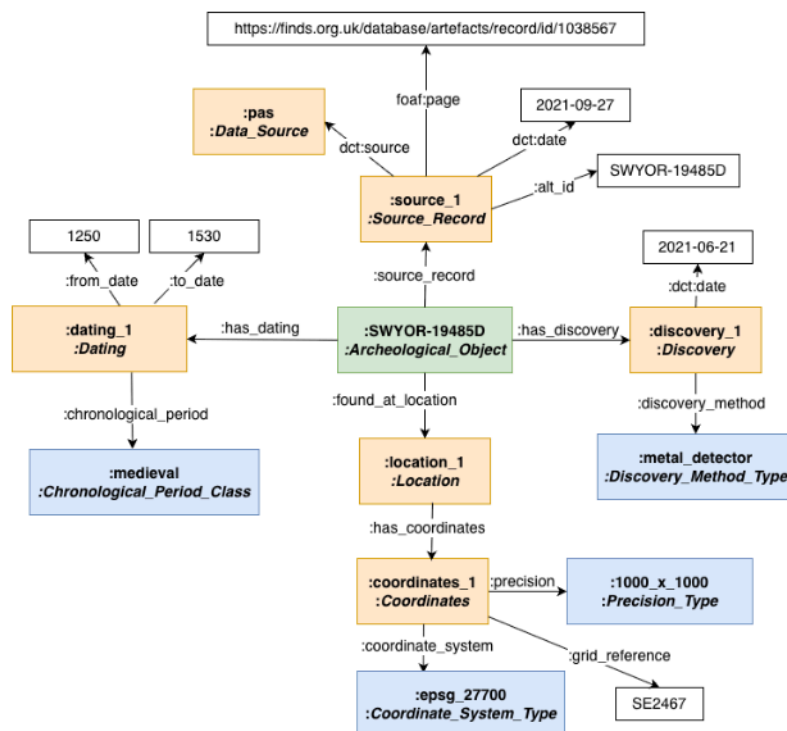 https://finds.org.uk/database/artefacts/record/id/1038567
foaf:page
:pas
:Data_Source
2021-09-27
dct:source
dct:date
:source_1
:Source_Record
:alt_id
SWYOR-19485D
1250
1530
:from_date
:to_date
:source_record
2021-06-21
:dct:date
:dating_1
:Dating
:has_dating
:SWYOR-19485D
:Archeological_Object
:has_discovery
:discovery_1
:Discovery
:chronological_period
:found_at_location
:discovery_method
:medieval
:Chronological_Period_Class
:location_1
:Location
:metal_detector
:Discovery_Method_Type
:has_coordinates
:coordinates_1
:Coordinates
:precision
:1000_x_1000
:Precision_Type
:coordinate_system
:grid_reference
:epsg_27700
:Coordinate_System_Type
SE2467